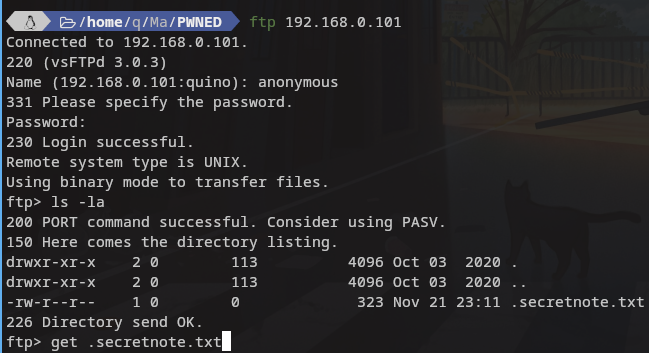 /home/q/Ma/PWNED ftp 192.168.0.101
Connected to 192.168.0.101.
220 (vsFTPd 3.0.3)
Name (192.168.0.101:quino): anonymous
331 Please specify the password.
Password:
230 Login successful.
Remote system type is UNIX.
Using binary mode to transfer files.
ftp> ls -la
200 PORT command successful. Consider using PASV.
150 Here comes the directory listing.
drwxr-xr-x    2 0        113          4096 Oct 03  2020 .
drwxr-xr-x    2 0        113          4096 Oct 03  2020 ..
-rw-r--r--    1 0        0             323 Nov 21 23:11 .secretnote.txt
226 Directory send OK.
ftp> get .secretnote.txt